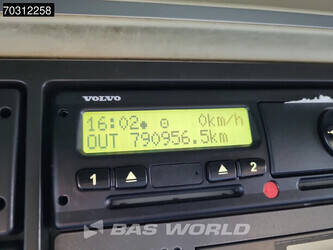 70312258
VOLVO
16:02● ⊙ 0km/h
OUT 790956.5km
1 2
BAS WORLD